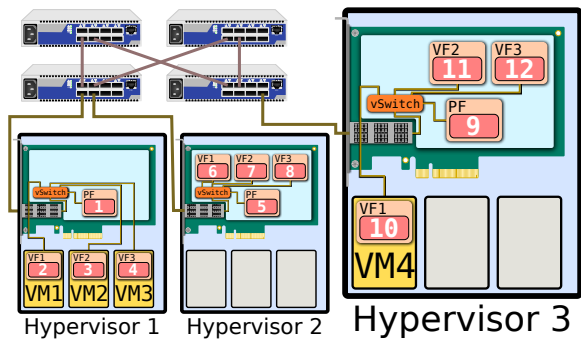 VF2
11
VF3
12
vSwitch
PF
9
VF1
10
VM4
Hypervisor 3
vSwitch
PF
1
VF1
2
VM1
VF2
3
VM2
VF3
4
VM3
Hypervisor 1
VF1
6
VF2
7
VF3
8
vSwitch
PF
5
Hypervisor 2